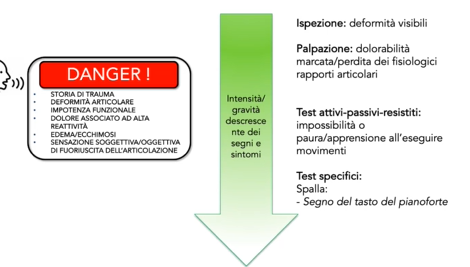 DANGER !
• STORIA DI TRAUMA
• DEFORMITÀ ARTICOLARE
• IMPOTENZA FUNZIONALE
• DOLORE ASSOCIATO AD ALTA
REATTIVITÀ
• EDEMA/ECCHIMOSI
• SENSAZIONE SOGGETTIVA/OGGETTIVA
DI FUORIUSCITA DELL'ARTICOLAZIONE
Intensità/
gravità
descresce
nte dei
segni e
sintomi
Ispezione: deformità visibili
Palpazione: dolorabilità
marcata/perdita dei fisiologici
rapporti articolari
Test attivi-passivi-resistiti:
impossibilità o
paura/apprensione all'eseguire
movimenti
Test specifici:
Spalla:
- Segno del tasto del pianoforte